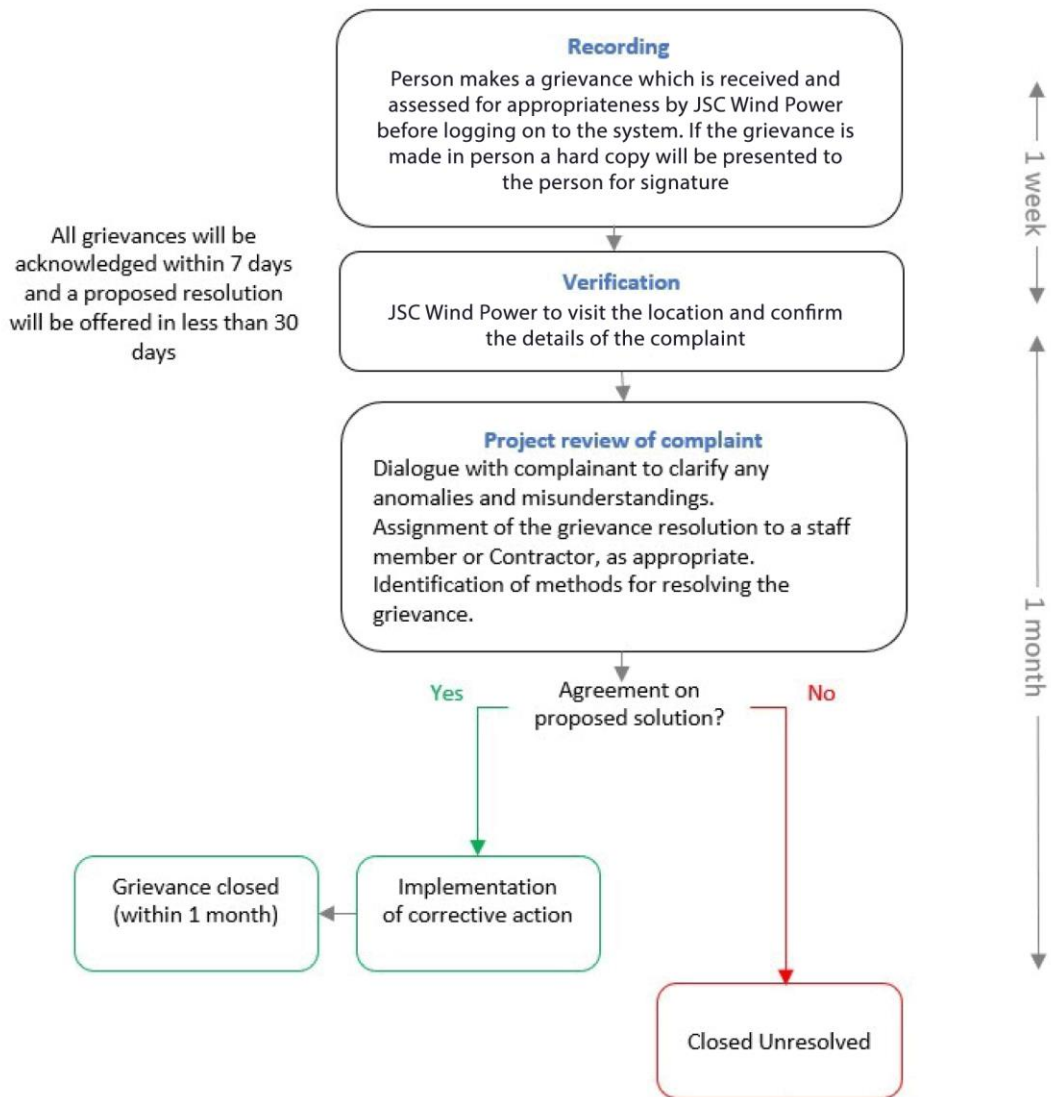 Recording
Person makes a grievance which is received and
assessed for appropriateness by JSC Wind Power
before logging on to the system. If the grievance is
made in person a hard copy will be presented to
the person for signature
1 week
All grievances will be
acknowledged within 7 days
and a proposed resolution
will be offered in less than 30
days
Verification
JSC Wind Power to visit the location and confirm
the details of the complaint
Project review of complaint
Dialogue with complainant to clarify any
anomalies and misunderstandings.
Assignment of the grievance resolution to a staff
member or Contractor, as appropriate.
Identification of methods for resolving the
grievance.
1 month
Yes
Agreement on
proposed solution?
No
Grievance closed
(within 1 month)
Implementation
of corrective action
Closed Unresolved